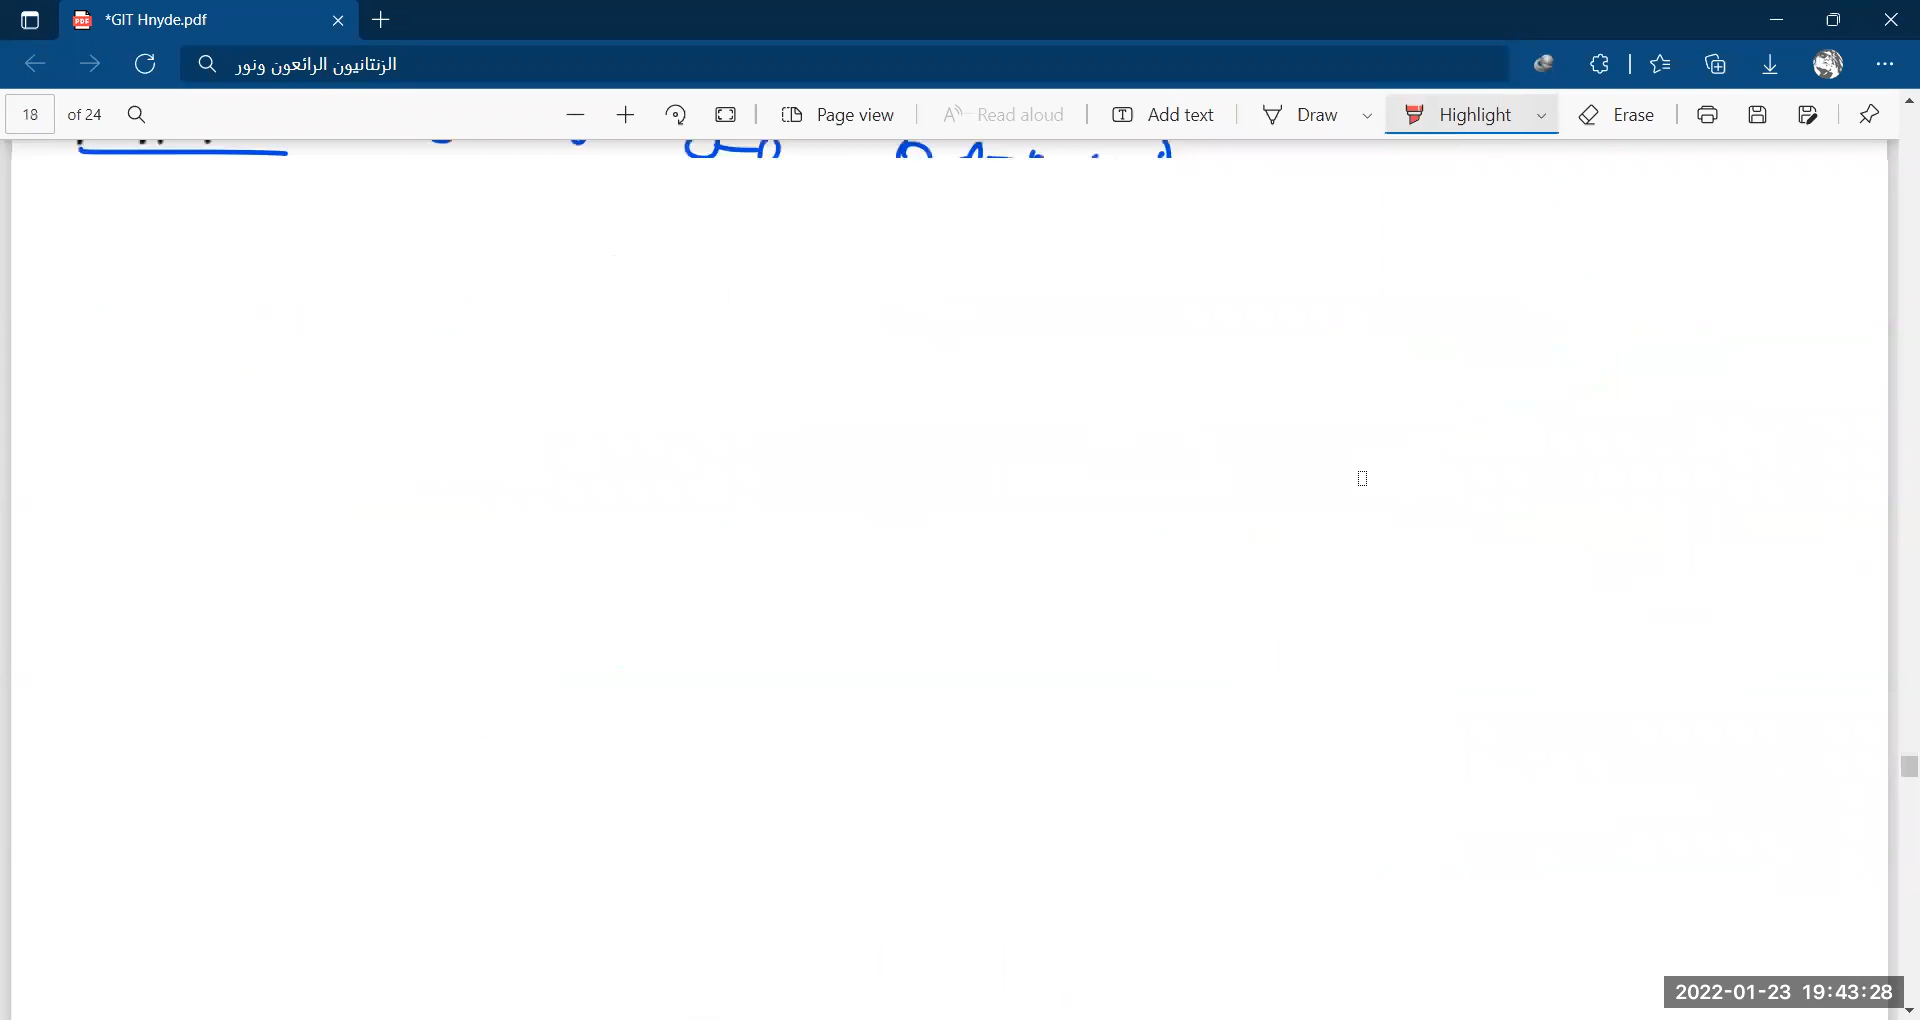 *GIT Hnyde.pdf
الزنتانيون الرائعون ونور
18 of 24 Page view Read aloud Add text Draw Highlight Erase
2022-01-23 19:43:28